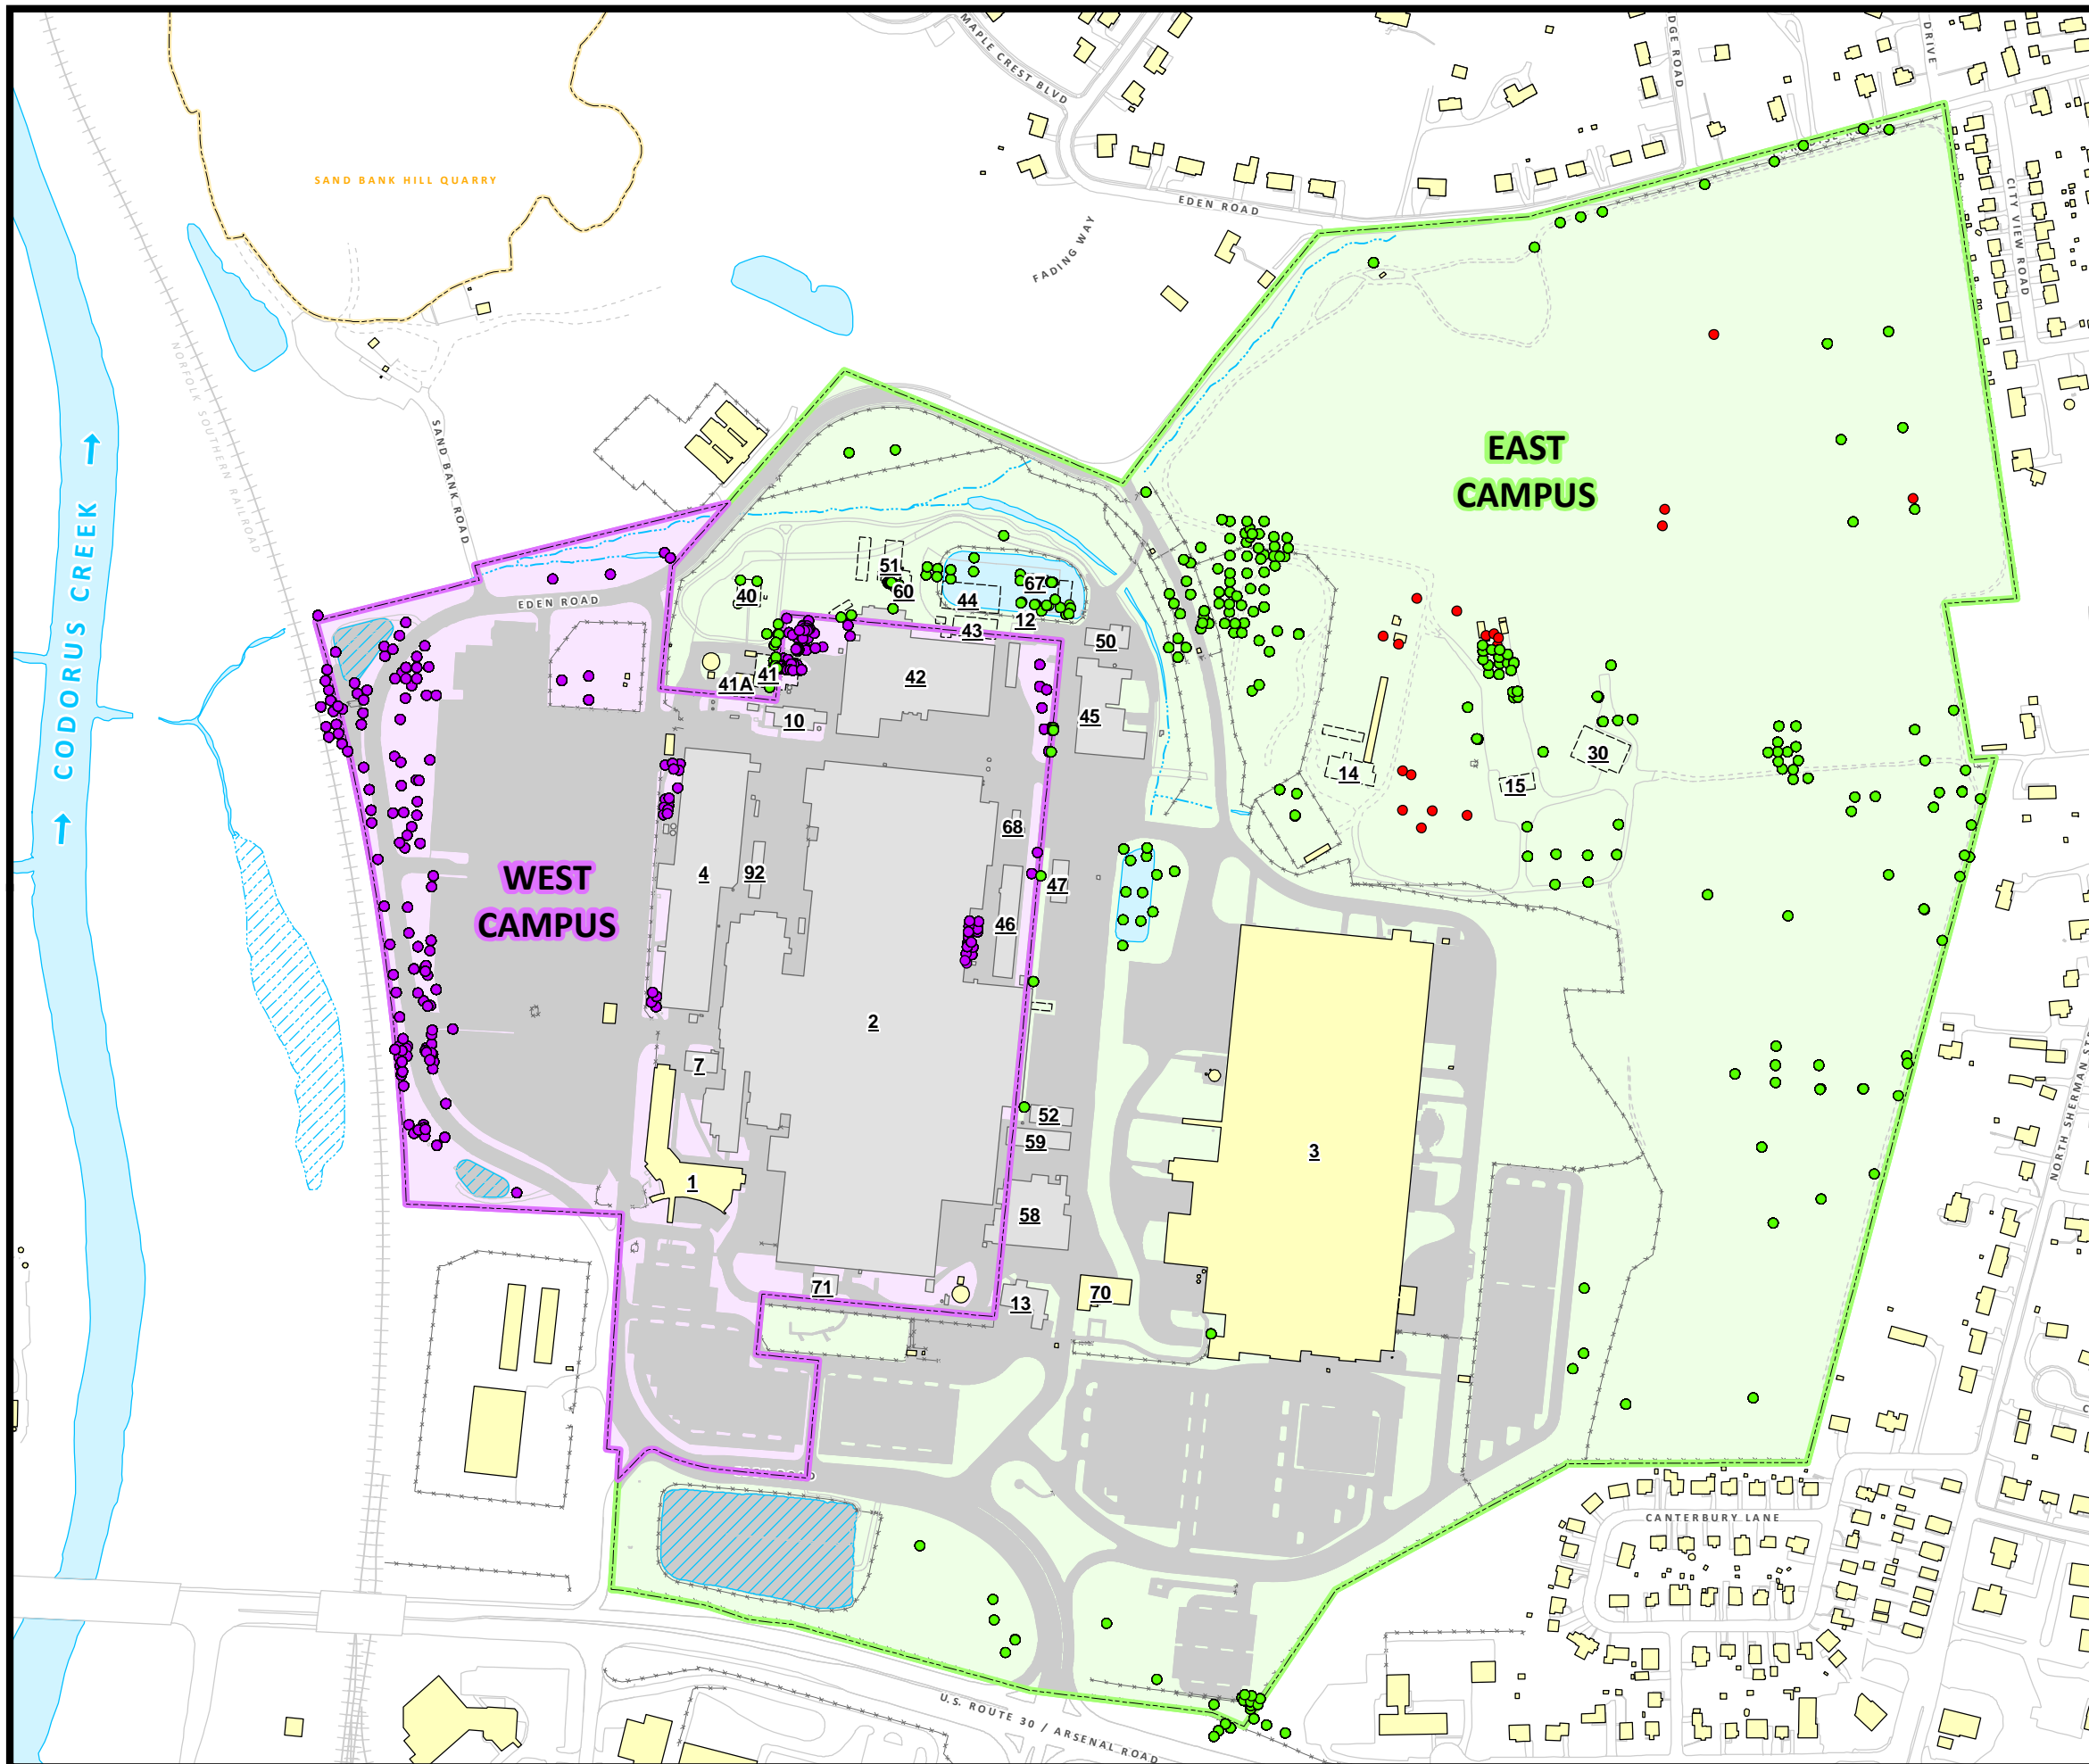 MAPLE CREST BLVD
DGE ROAD
DRIVE
SAND BANK HILL QUARRY
CITY VIEW ROAD
EDEN ROAD
FADING WAY
NORFOLK SOUTHERN RAILROAD
SAND BANK ROAD
EAST
CAMPUS
→ CODORUS CREEK →
51
67
40
60
44
EDEN ROAD
12
43
50
42
41
41A
45
10
30
14
15
68
WEST
CAMPUS
4
92
47
46
2
7
52
59
3
NORTH SHERMAN ST
1
58
71
70
13
ROAD
CANTERBURY LANE
U.S. ROUTE 30 / ARSENAL ROAD